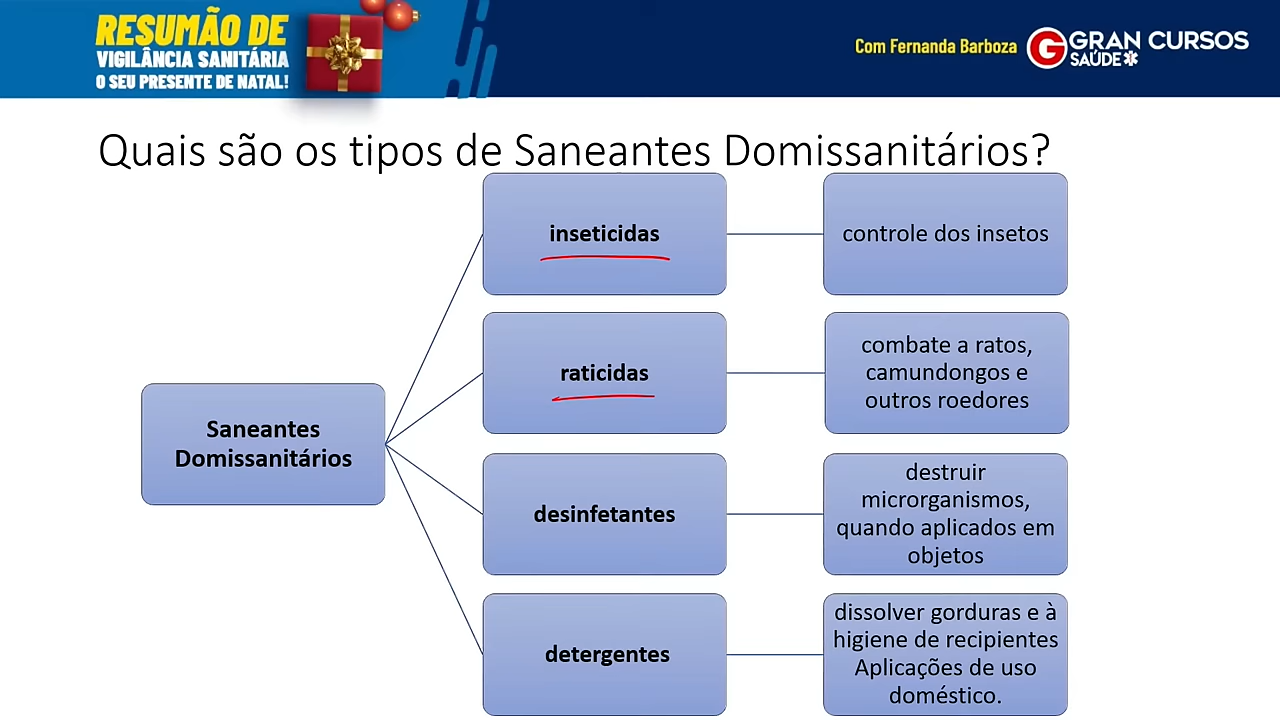 RESUMÃO DE
VIGILÂNCIA SANITÁRIA
O SEU PRESENTE DE NATAL!
Com Fernanda Barboza
GRAN CURSOS
SAÚDE
Quais são os tipos de Saneantes Domissanitários?
Saneantes
Domissanitários
inseticidas
controle dos insetos
raticidas
combate a ratos,
camundongos e
outros roedores
desinfetantes
destruir
microrganismos,
quando aplicados em
objetos
detergentes
dissolver gorduras e à
higiene de recipientes
Aplicações de uso
doméstico.